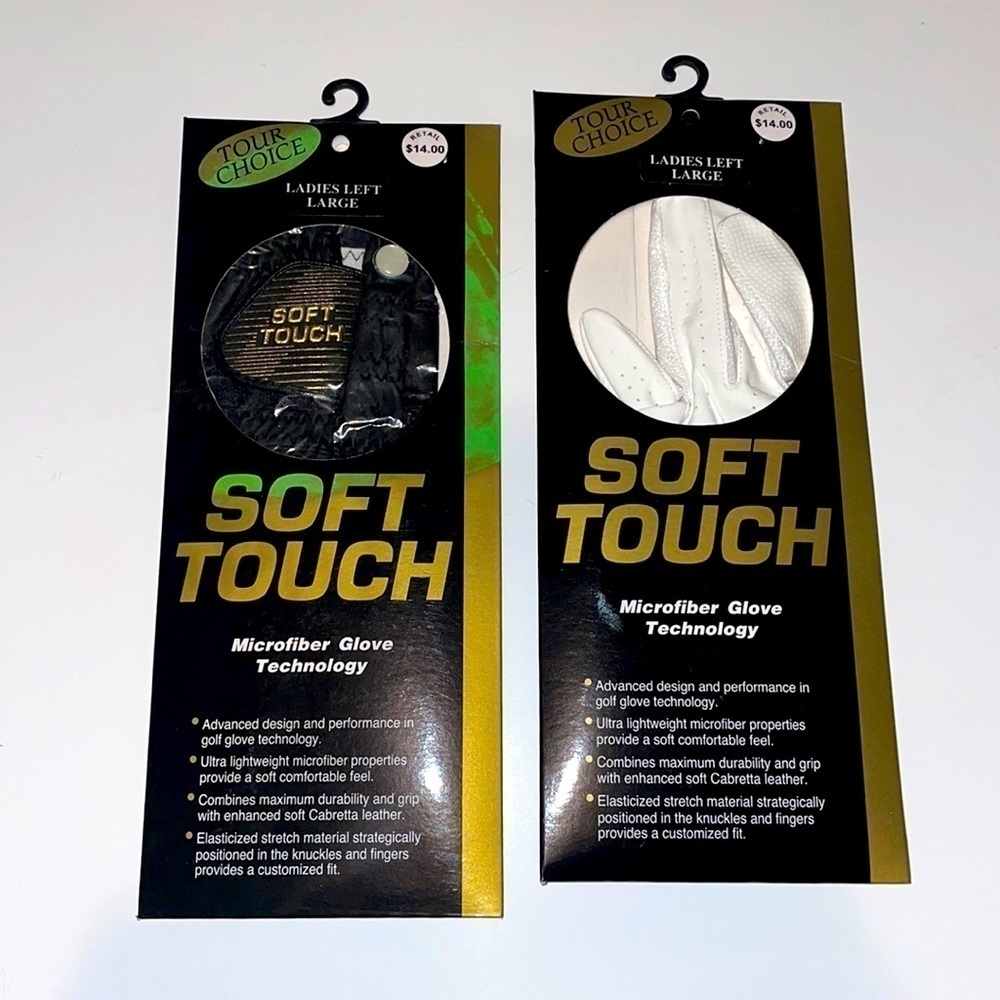 TOUR
CHOICE
RETAIL
$14.00
LADIES LEFT
LARGE
SOFT
TOUCH
SOFT
TOUCH
Microfiber Glove
Technology
• Advanced design and performance in
golf glove technology.
• Ultra lightweight microfiber properties
provide a soft comfortable feel.
• Combines maximum durability and grip
with enhanced soft Cabretta leather.
• Elasticized stretch material strategically
positioned in the knuckles and fingers
provides a customized fit.
TOUR
CHOICE
RETAIL
$14.00
LADIES LEFT
LARGE
SOFT
TOUCH
Microfiber Glove
Technology
• Advanced design and performance in
golf glove technology.
• Ultra lightweight microfiber properties
provide a soft comfortable feel.
• Combines maximum durability and grip
with enhanced soft Cabretta leather.
• Elasticized stretch material strategically
positioned in the knuckles and fingers
provides a customized fit.